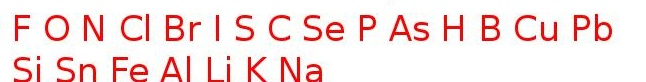 F O N Cl Br I S C Se P As H B Cu Pb
Si Sn Fe Al Li K Na